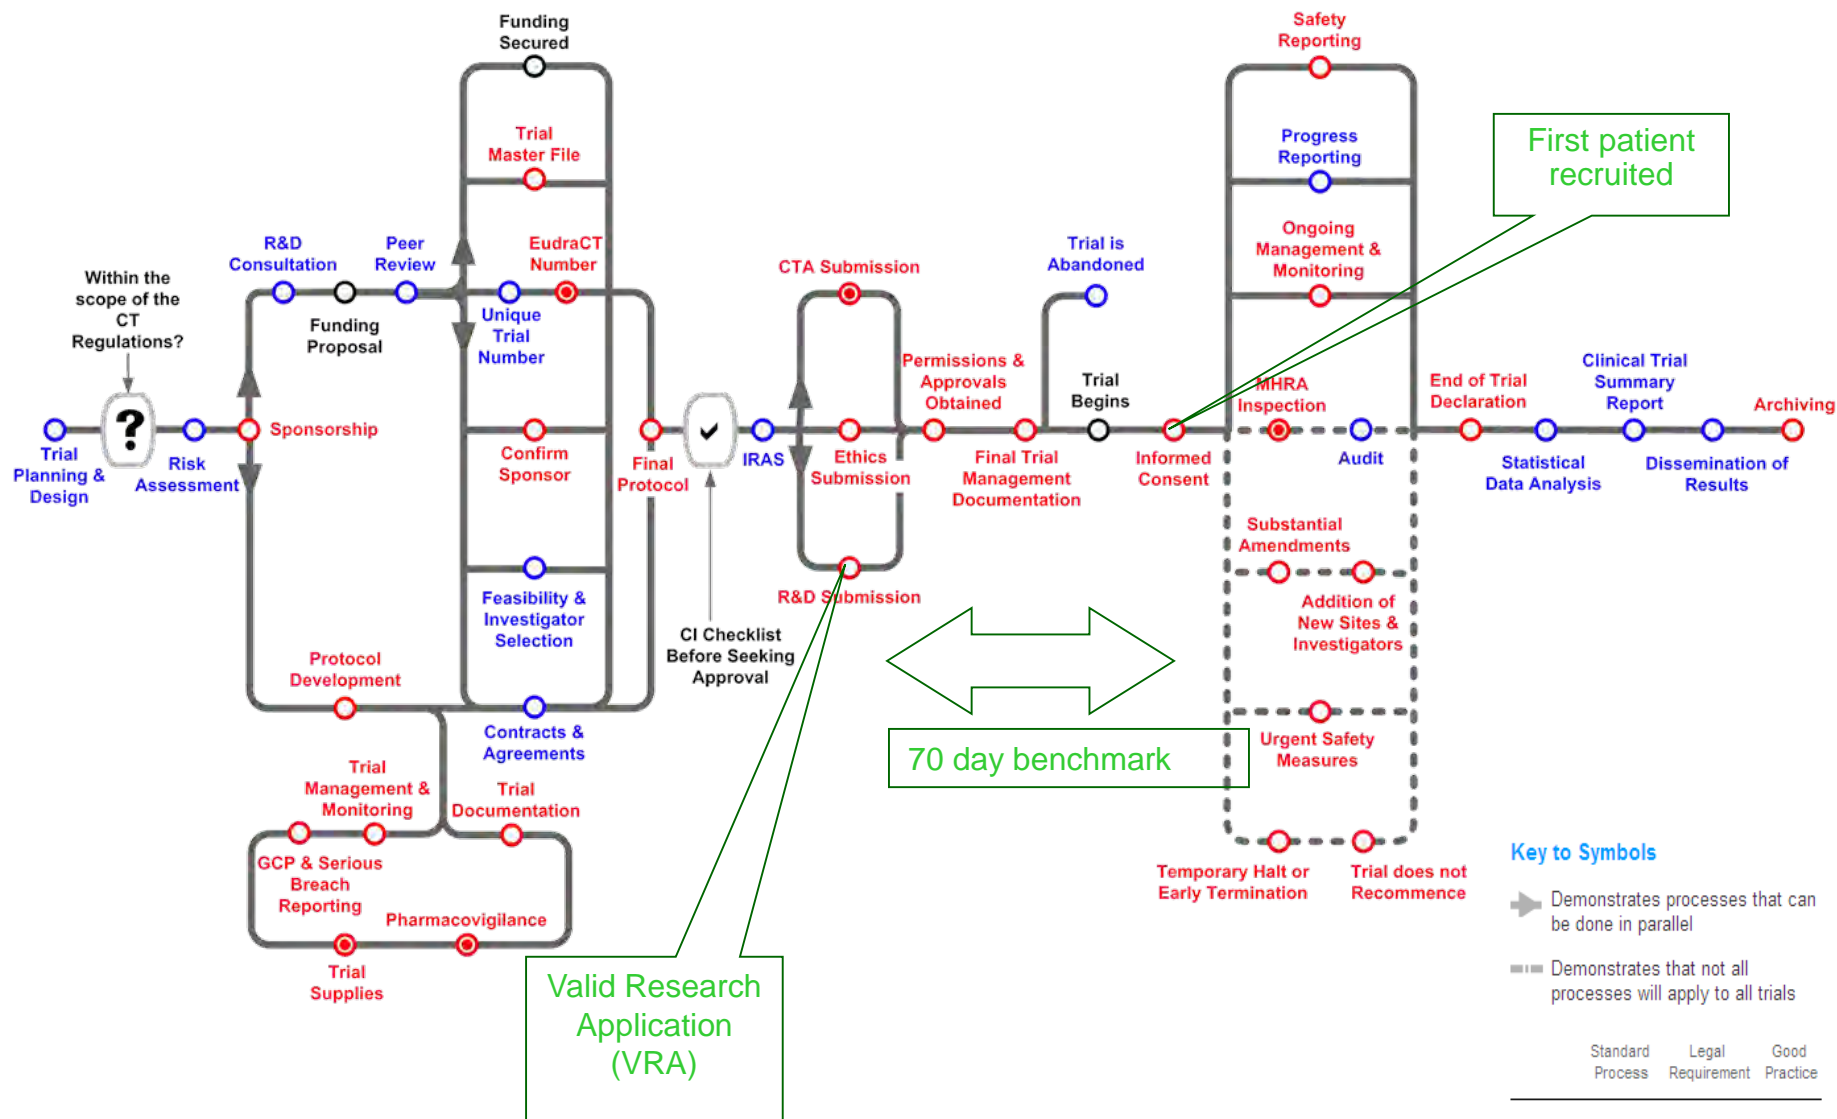 Funding
Secured
Safety
Reporting
Trial
Master File
Progress
Reporting
First patient
recruited
R&D
Consultation
Peer
Review
EudraCT
Number
CTA Submission
Trial is
Abandoned
Ongoing
Management &
Monitoring
Within the
scope of the
CT
Regulations?
Funding
Proposal
Unique
Trial
Number
Permissions &
Approvals
Obtained
Trial
Begins
MHRA
Inspection
End of Trial
Declaration
Clinical Trial
Summary
Report
Archiving
?
Sponsorship
Trial
Planning &
Design
Risk
Assessment
Confirm
Sponsor
Final
Protocol
IRAS
Ethics
Submission
Final Trial
Management
Documentation
Informed
Consent
Audit
Statistical
Data Analysis
Dissemination of
Results
Substantial
Amendments
Feasibility &
Investigator
Selection
R&D Submission
Addition of
New Sites &
Investigators
CI Checklist
Before Seeking
Approval
Protocol
Development
Contracts &
Agreements
70 day benchmark
Urgent Safety
Measures
Trial
Management &
Monitoring
Trial
Documentation
GCP & Serious
Breach
Reporting
Pharmacovigilance
Trial
Supplies
Temporary Halt or
Early Termination
Trial does not
Recommence
Valid Research
Application
(VRA)
Key to Symbols
Demonstrates processes that can
be done in parallel
Demonstrates that not all
processes will apply to all trials
Standard
Process
Legal
Requirement
Good
Practice